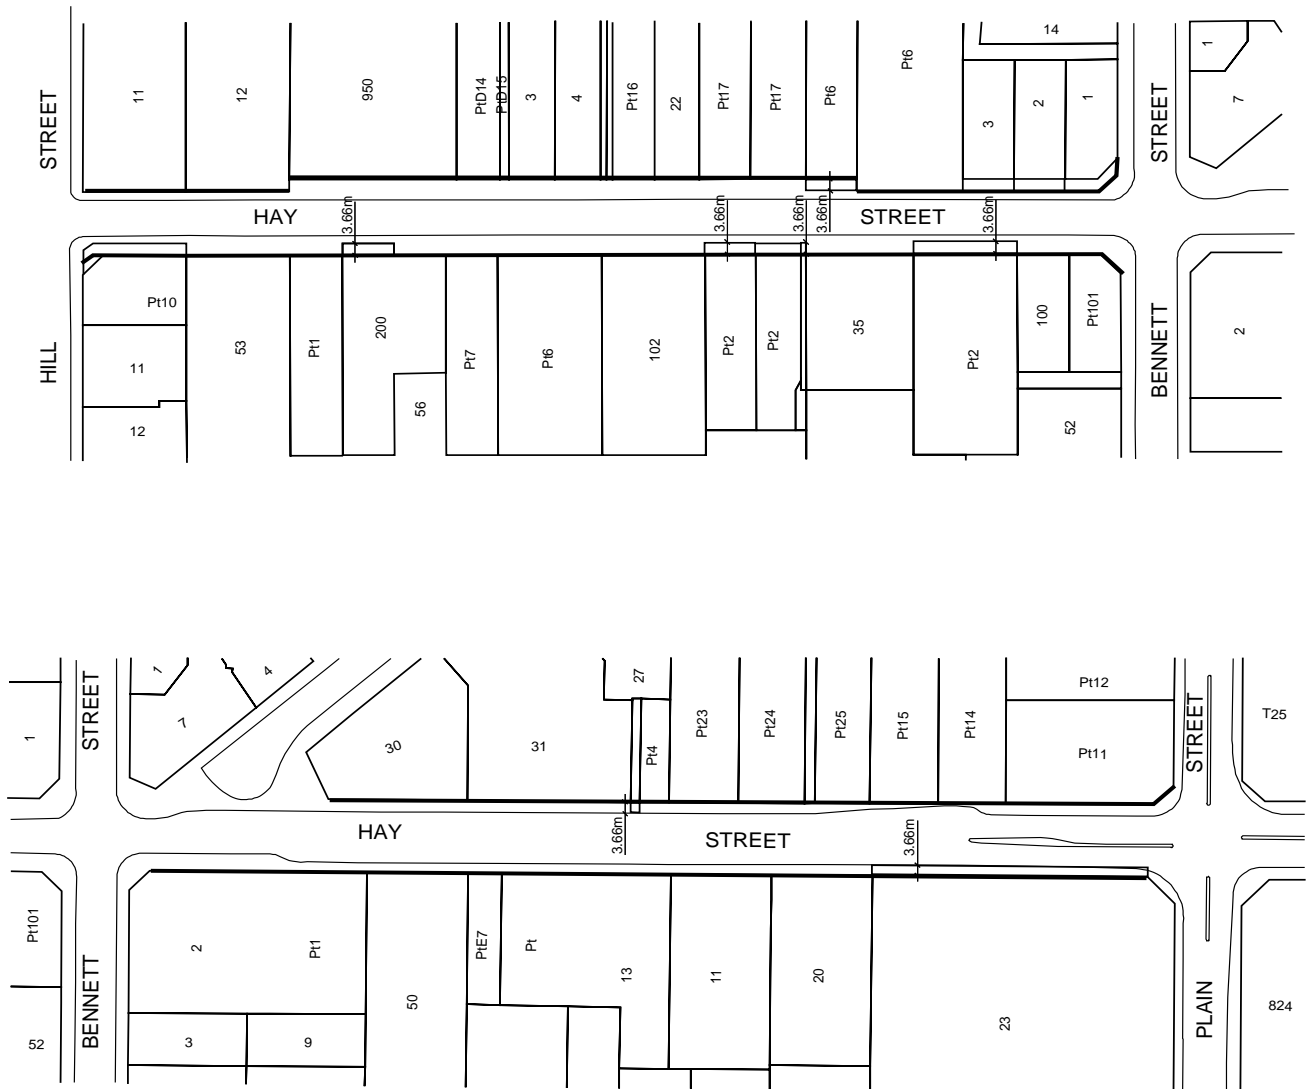 14
1
11
12
950
PtD14
PtD15
3
4
Pt16
22
Pt17
Pt17
Pt6
Pt6
3
2
1
7
STREET
STREET
HAY
3.66m
3.66m
3.66m
3.66m
STREET
3.66m
Pt10
53
Pt1
200
Pt7
Pt6
102
Pt2
Pt2
35
Pt2
100
Pt101
2
HILL
11
56
BENNETT
12
52
1
4
27
Pt12
STREET
7
30
31
Pt4
Pt23
Pt24
Pt25
Pt15
Pt14
Pt11
STREET
T25
1
HAY
3.66m
STREET
3.66m
Pt101
2
Pt1
PtE7
Pt
13
11
20
50
23
BENNETT
PLAIN
824
52
3
9